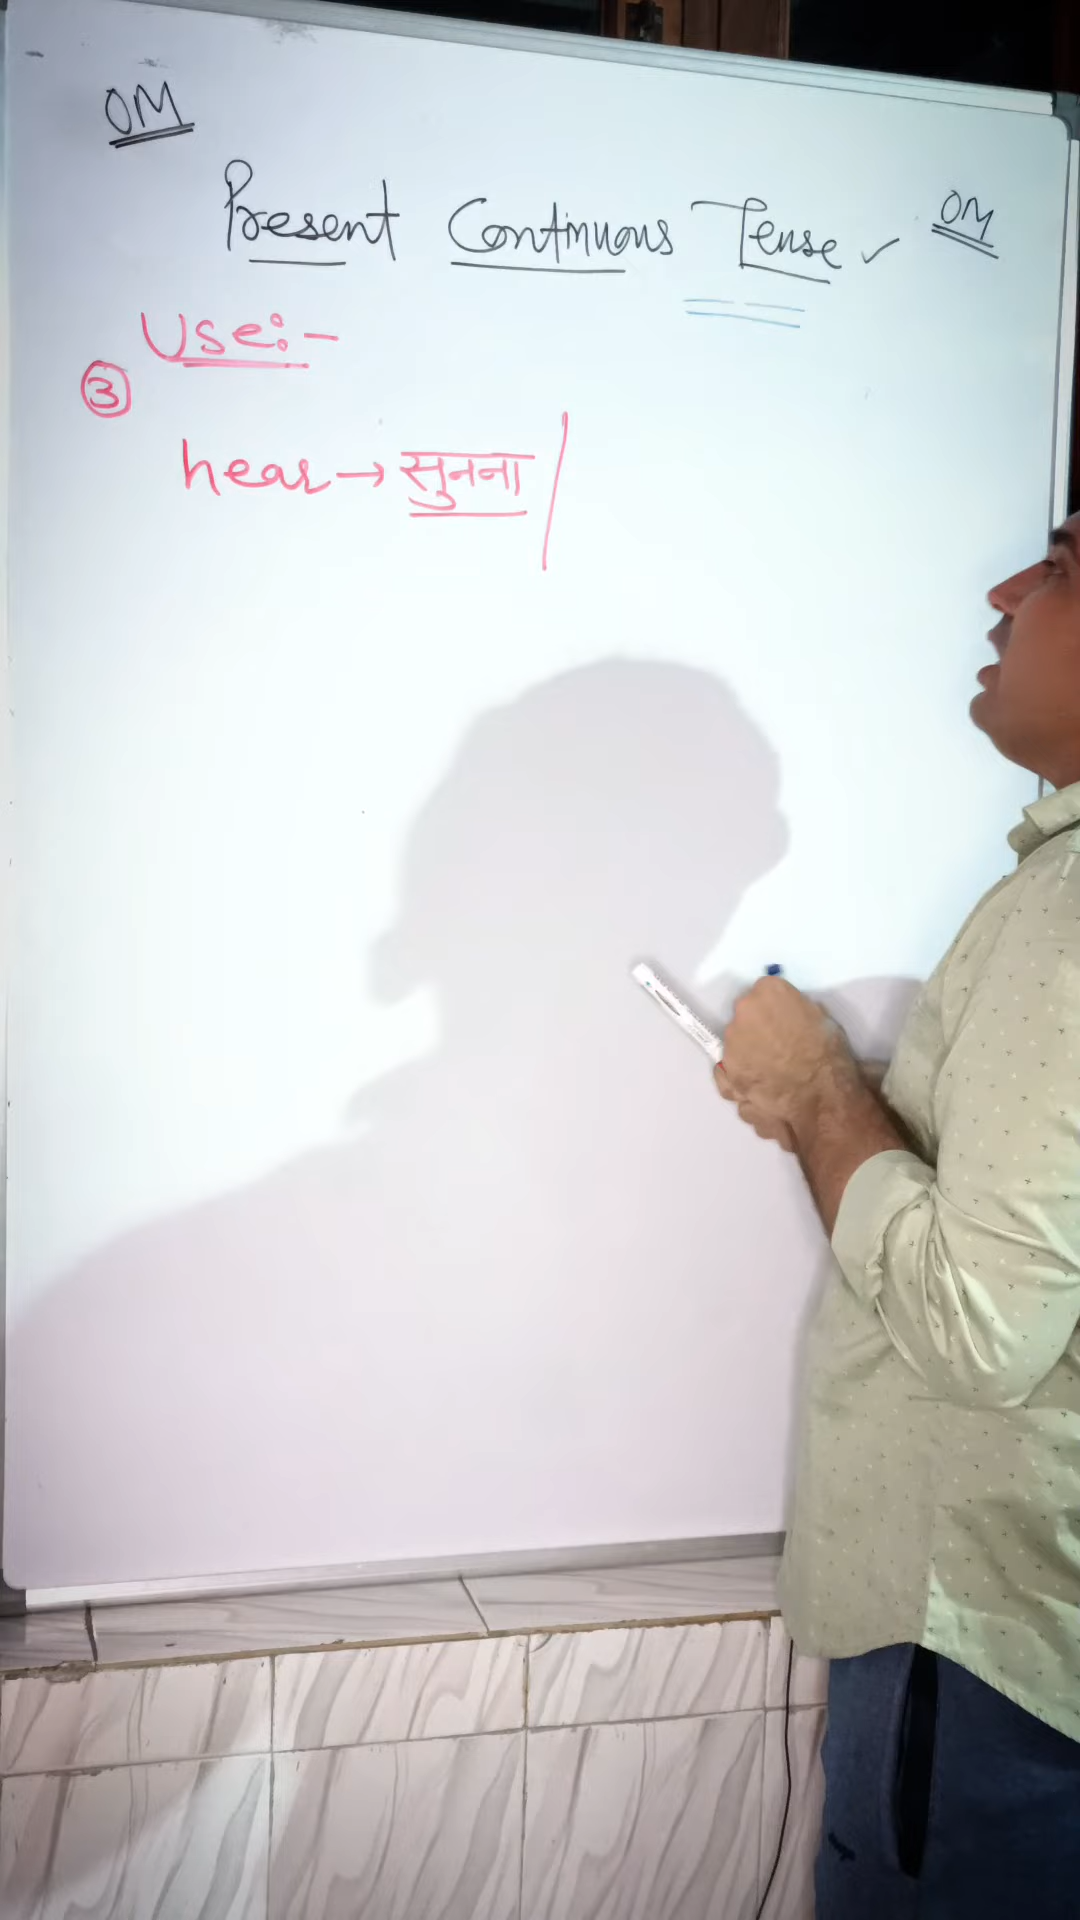 OM
Present Continuous Tense ✓ OM
Use:-
③
hear → सुनना /